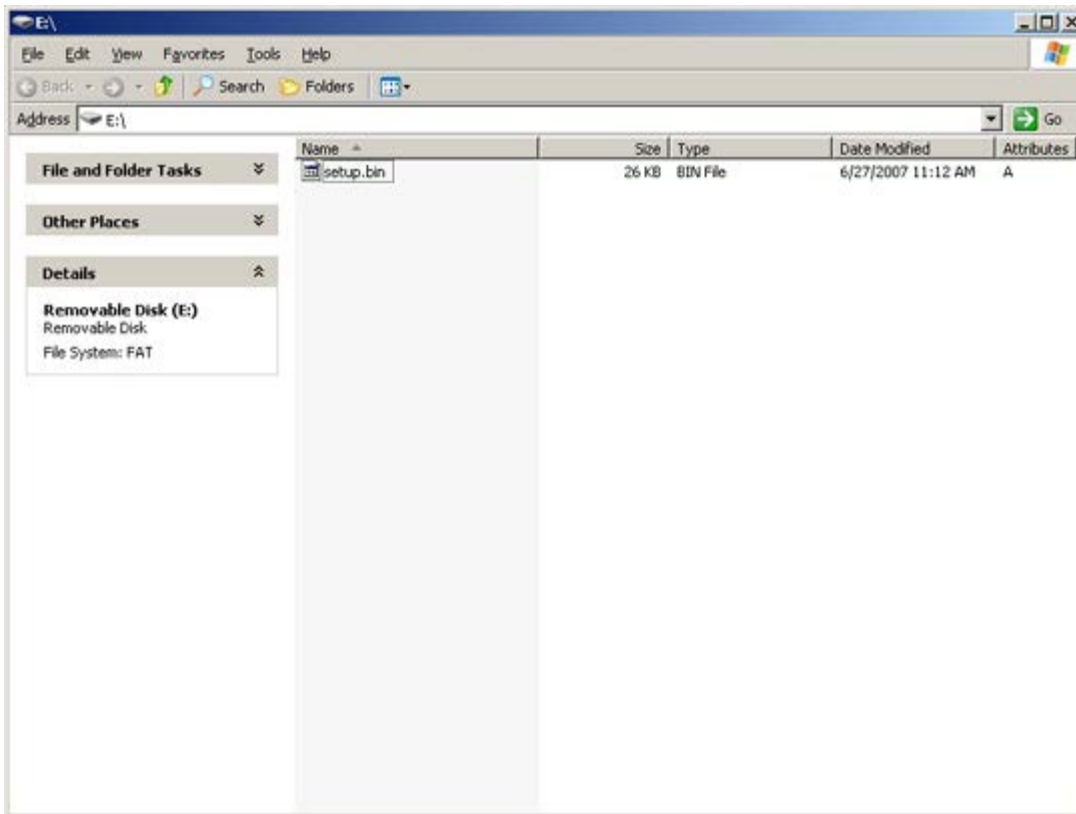 E:\
File Edit View Favorites Tools Help
Back Search Folders
Address E:\ Go
Name Size Type Date Modified Attributes
File and Folder Tasks
setup.bin 26 KB BIN File 6/27/2007 11:12 AM A
Other Places
Details
Removable Disk (E:)
Removable Disk
File System: FAT